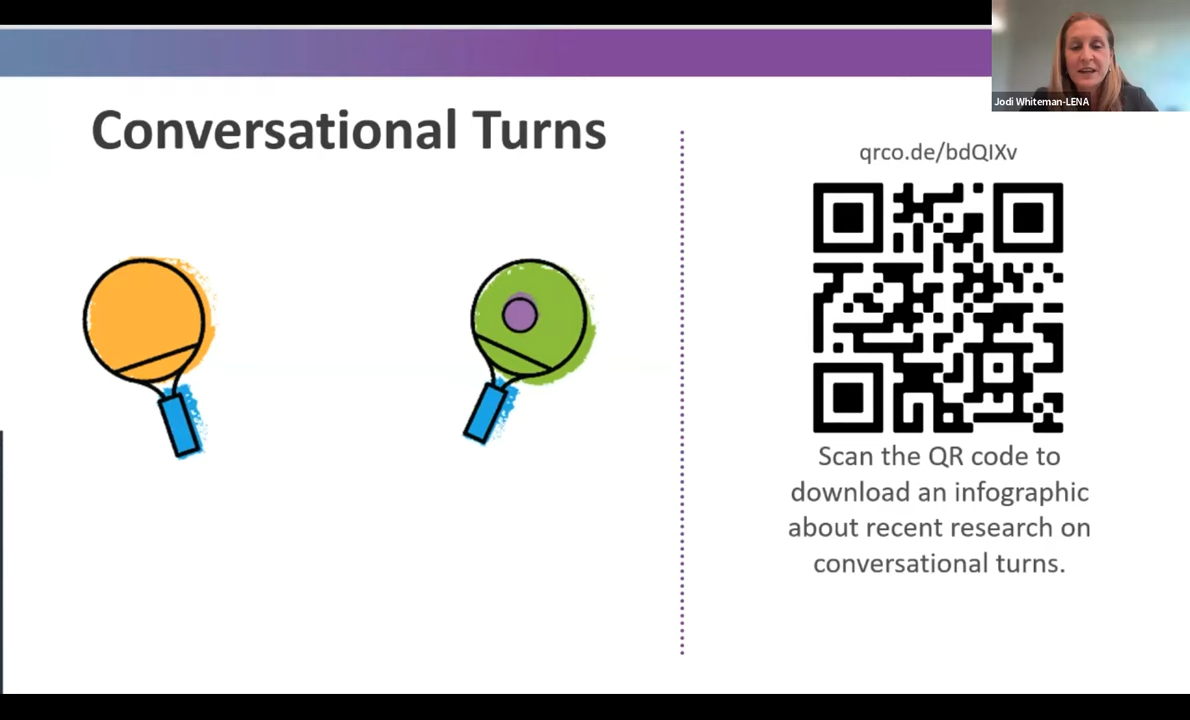 Jodi Whiteman-LENA
Conversational Turns
qrco.de/bdQIXv
Scan the QR code to
download an infographic
about recent research on
conversational turns.